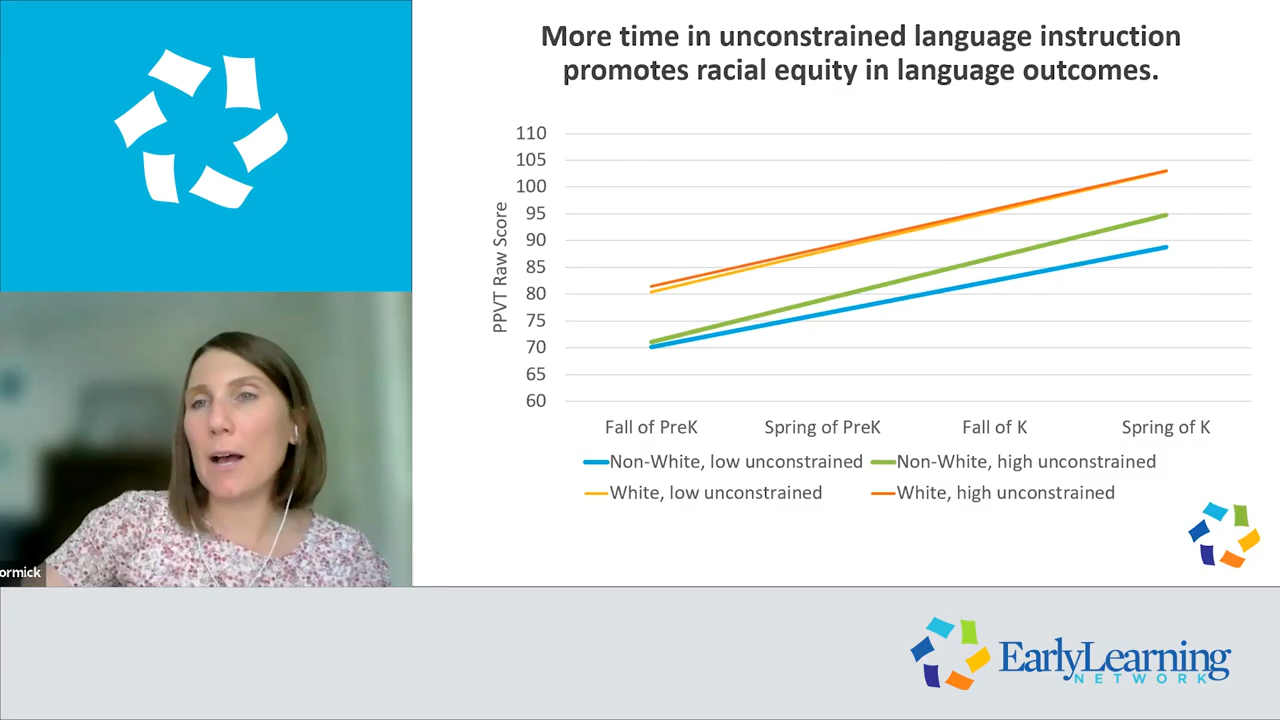 More time in unconstrained language instruction
promotes racial equity in language outcomes.
PPVT Raw Score
110
105
100
95
90
85
80
75
70
65
60
Fall of PreK
Spring of PreK
Fall of K
Spring of K
Non-White, low unconstrained
Non-White, high unconstrained
White, low unconstrained
White, high unconstrained
ormick
EarlyLearning
NETWORK